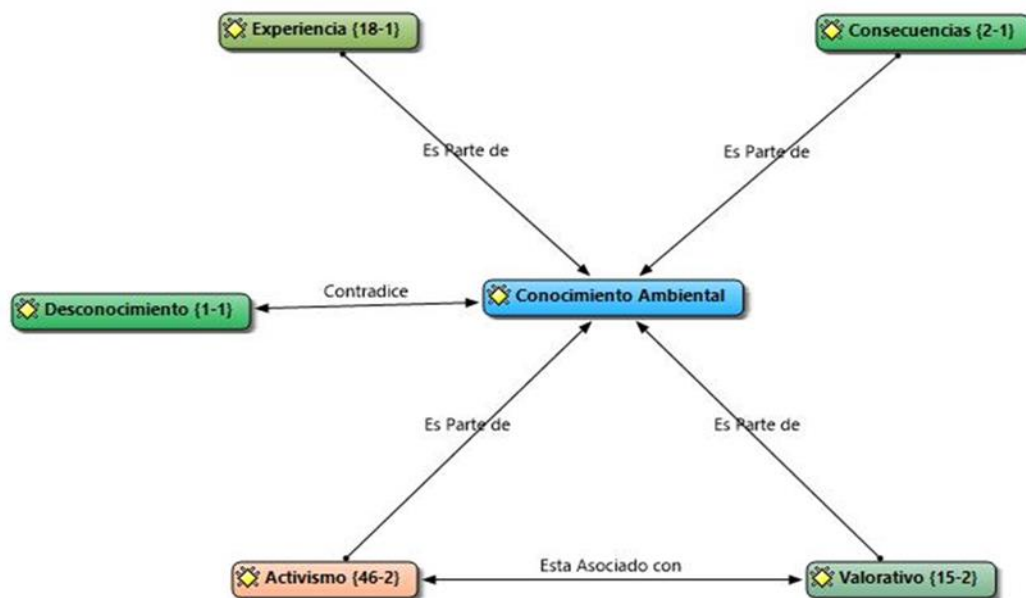 Experiencia {18-1}
Consecuencias {2-1}
Es Parte de
Es Parte de
Contradice
Conocimiento Ambiental
Desconocimiento {1-1}
Es Parte de
Es Parte de
Esta Asociado con
Activismo {46-2}
Valorativo {15-2}